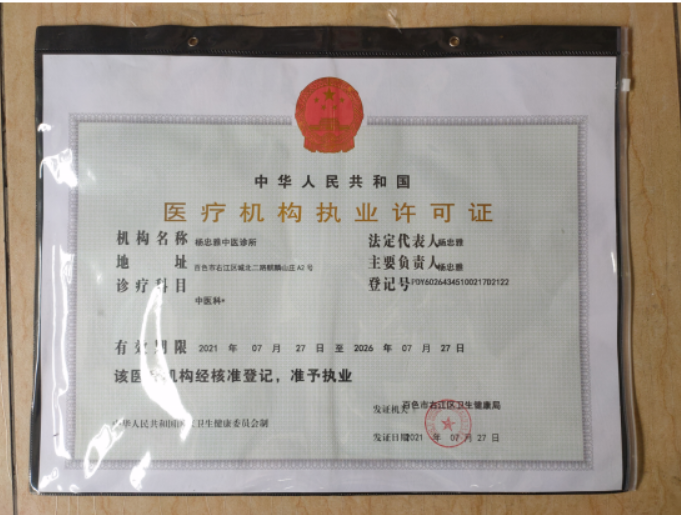 中华人民共和国
医疗机构执业许可证
机构名称 杨忠雅中医诊所 法定代表人 杨忠雅
地 址 百色市右江区城北二路麒麟山庄A2号 主要负责人 杨忠雅
诊疗科目 登记号 PDY60264345100217D2122
中医科*
有效期限 2021 年 07 月 27 日 至 2026 年 07 月 27 日
该医疗机构经核准登记，准予执业
发证机关 百色市右江区卫生健康局
中华人民共和国国家卫生健康委员会制
发证日期 2021 年 07 月 27 日